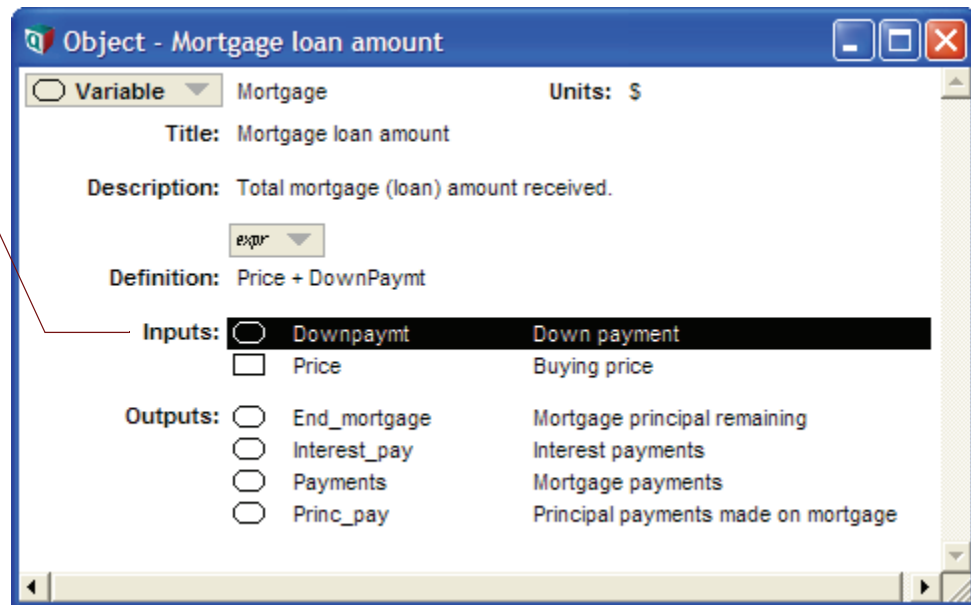 Object - Mortgage loan amount
Variable Mortgage Units: $
Title: Mortgage loan amount
Description: Total mortgage (loan) amount received.
expr
Definition: Price + DownPaymt
Inputs: Downpaymt Down payment
Price Buying price
Outputs: End_mortgage Mortgage principal remaining
Interest_pay Interest payments
Payments Mortgage payments
Princ_pay Principal payments made on mortgage